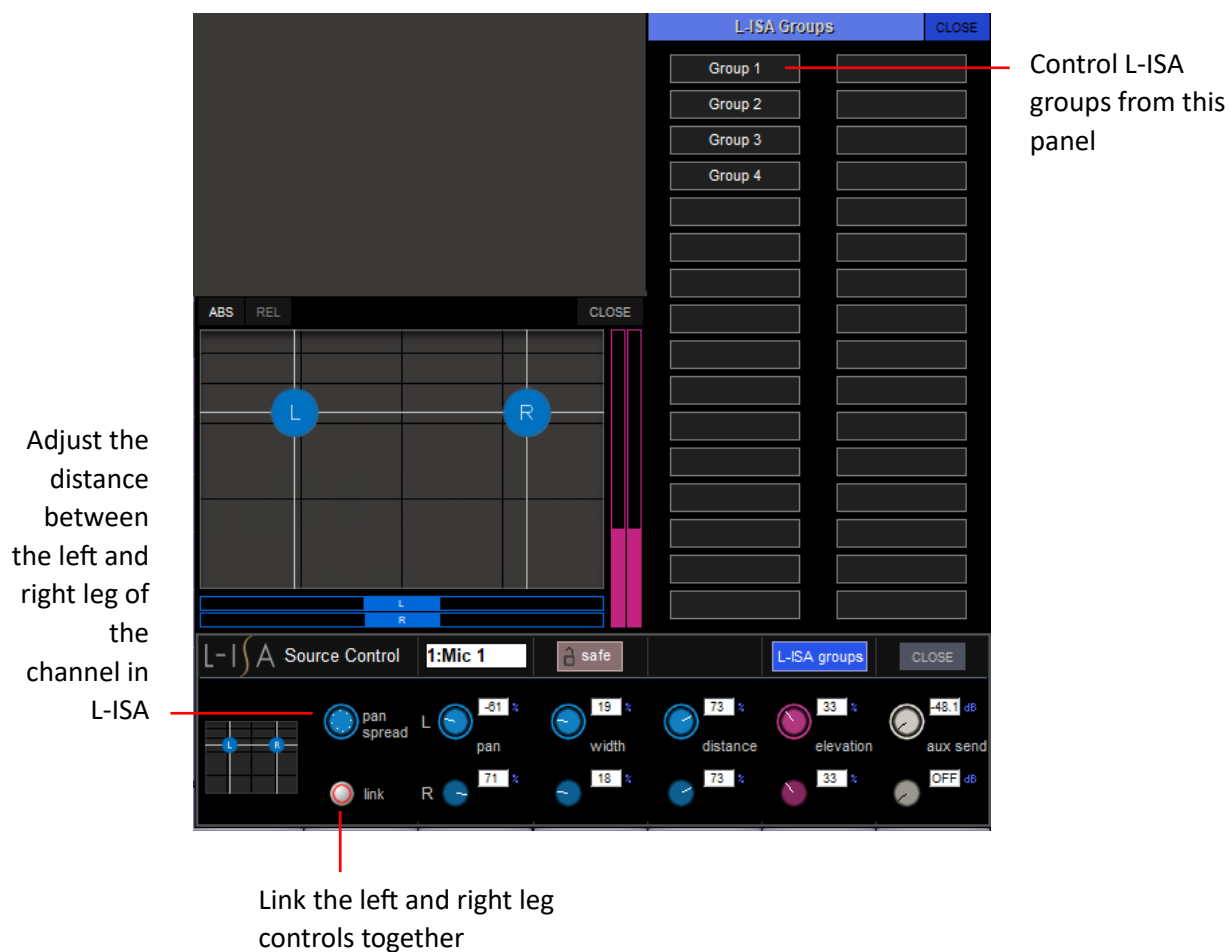 L-ISA Groups
CLOSE
Group 1
Group 2
Group 3
Group 4
Control L-ISA
groups from this
panel
ABS REL CLOSE
L R
L
R
Adjust the
distance
between
the left and
right leg of
the
channel in
L-ISA
L-ISA Source Control 1:Mic 1 safe L-ISA groups CLOSE
L R
pan
spread
L -61 % pan 19 % width 73 % distance 33 % elevation -48.1 dB aux send
link R 71 % 18 % 73 % 33 % OFF dB
Link the left and right leg
controls together